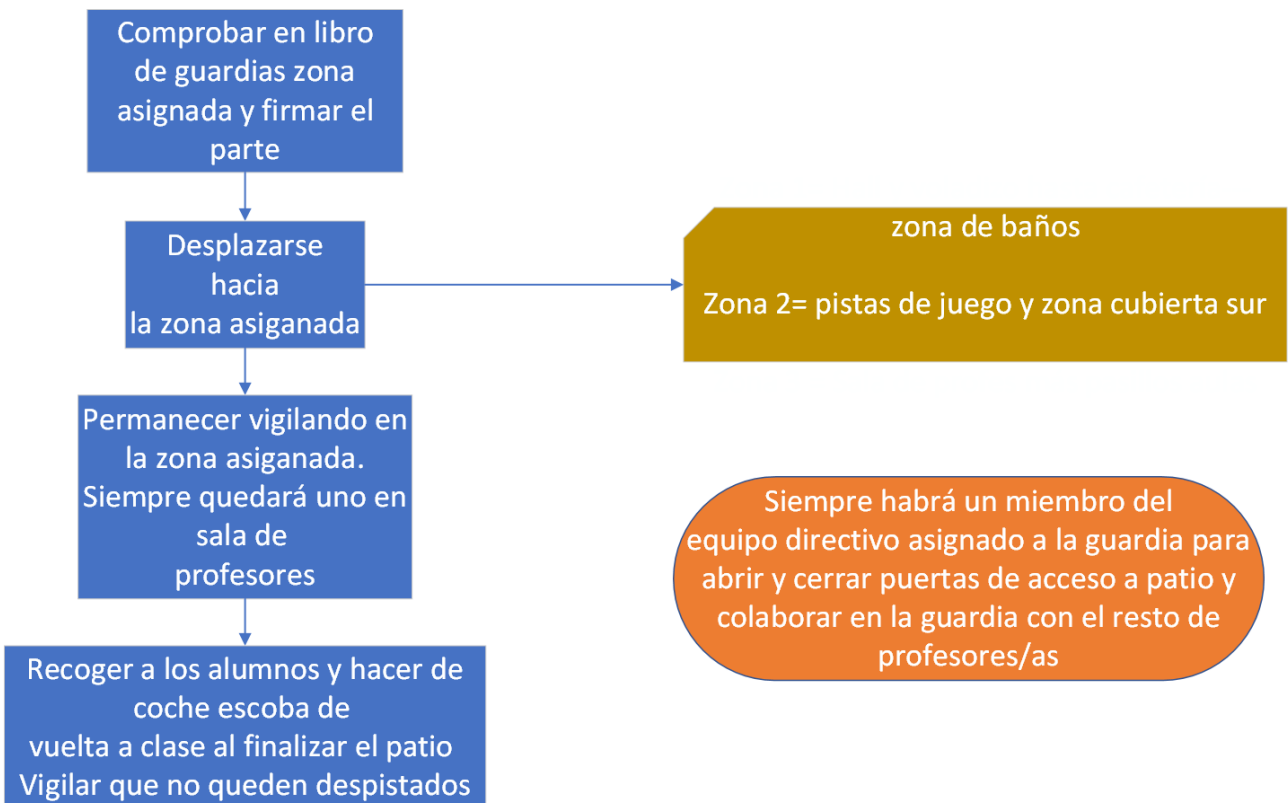 Comprobar en libro
de guardias zona
asignada y firmar el
parte
Desplazarse
hacia
la zona asiganada
zona de baños
Zona 2= pistas de juego y zona cubierta sur
Permanecer vigilando en
la zona asiganada.
Siempre quedará uno en
sala de
profesores
Siempre habrá un miembro del
equipo directivo asignado a la guardia para
abrir y cerrar puertas de acceso a patio y
colaborar en la guardia con el resto de
profesores/as
Recoger a los alumnos y hacer de
coche escoba de
vuelta a clase al finalizar el patio
Vigilar que no queden despistados